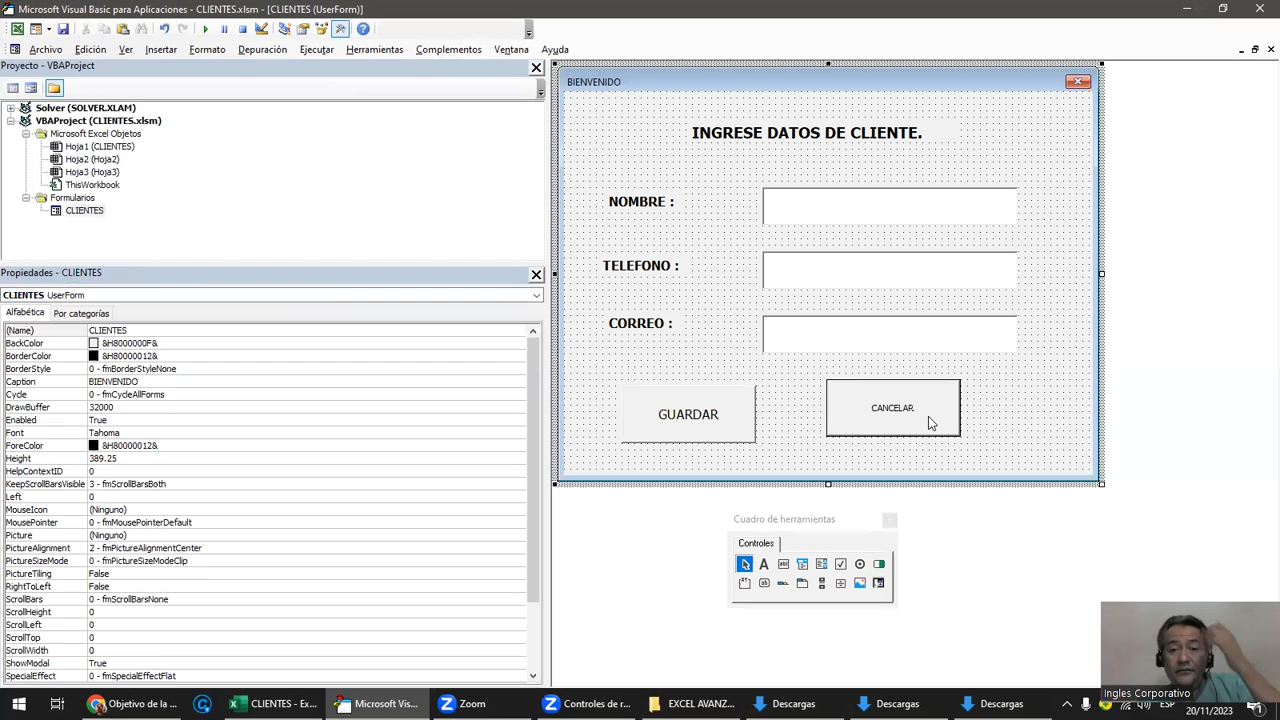 Microsoft Visual Basic para Aplicaciones - CLIENTES.xlsm - [CLIENTES (UserForm)]
Archivo Edición Ver Insertar Formato Depuración Ejecutar Herramientas Complementos Ventana Ayuda
Proyecto - VBAProject
Solver (SOLVER.XLAM)
VBAProject (CLIENTES.xlsm)
Microsoft Excel Objetos
Hoja1 (CLIENTES)
Hoja2 (Hoja2)
Hoja3 (Hoja3)
ThisWorkbook
Formularios
CLIENTES
Propiedades - CLIENTES
CLIENTES UserForm
Alfabética Por categorías
(Name) CLIENTES
BackColor &H8000000F&
BorderColor &H80000012&
BorderStyle 0 - fmBorderStyleNone
Caption BIENVENIDO
Cycle 0 - fmCycleAllForms
DrawBuffer 32000
Enabled True
Font Tahoma
ForeColor &H80000012&
Height 389.25
HelpContextID 0
KeepScrollBarsVisible 3 - fmScrollBarsBoth
Left 0
MouseIcon (Ninguno)
MousePointer 0 - fmMousePointerDefault
Picture (Ninguno)
PictureAlignment 2 - fmPictureAlignmentCenter
PictureSizeMode 0 - fmPictureSizeModeClip
PictureTiling False
RightToLeft False
ScrollBars 0 - fmScrollBarsNone
ScrollHeight 0
ScrollLeft 0
ScrollTop 0
ScrollWidth 0
ShowModal True
SpecialEffect 0 - fmSpecialEffectFlat
BIENVENIDO
INGRESE DATOS DE CLIENTE.
NOMBRE :
TELEFONO :
CORREO :
GUARDAR
CANCELAR
Cuadro de herramientas
Controles
Ingles Corporativo
Objetivo de la ... CLIENTES - Exc... Microsoft Vis... Zoom Controles de r... EXCEL AVANZ... Descargas Descargas Descargas ESP
20/11/2023